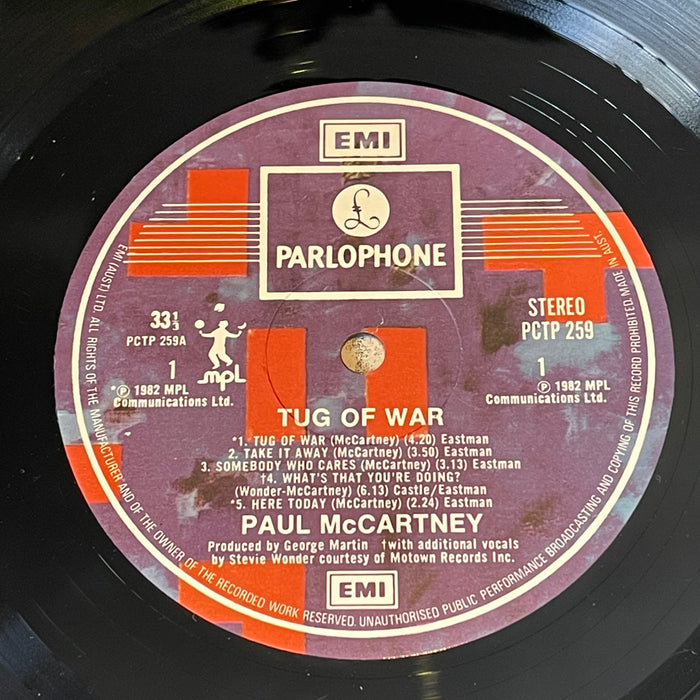 EMI
£
PARLOPHONE
33⅓
PCTP 259A
1
mpL
*Ⓟ 1982 MPL
Communications Ltd.
STEREO
PCTP 259
1
Ⓟ 1982 MPL
Communications Ltd.
TUG OF WAR
*1. TUG OF WAR (McCartney) (4.20) Eastman
2. TAKE IT AWAY (McCartney) (3.50) Eastman
3. SOMEBODY WHO CARES (McCartney) (3.13) Eastman
†4. WHAT'S THAT YOU'RE DOING?
(Wonder-McCartney) (6.13) Castle/Eastman
*5. HERE TODAY (McCartney) (2.24) Eastman
PAUL McCARTNEY
Produced by George Martin †with additional vocals
by Stevie Wonder courtesy of Motown Records Inc.
EMI
EMI (AUST.) LTD. ALL RIGHTS OF THE MANUFACTURER AND OF THE OWNER OF THE RECORDED WORK RESERVED. UNAUTHORISED PUBLIC PERFORMANCE BROADCASTING AND COPYING OF THIS RECORD PROHIBITED. MADE IN AUST.